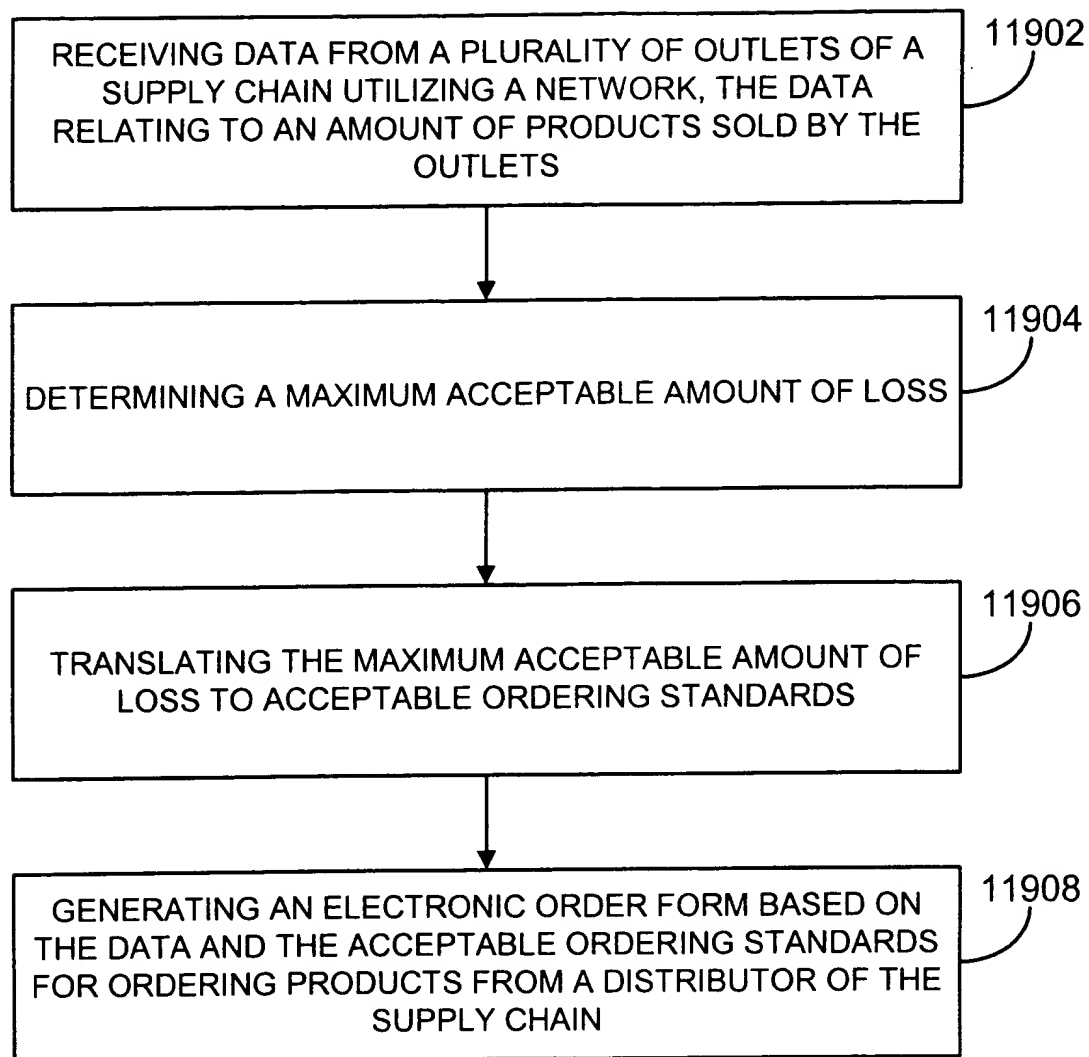 RECEIVING DATA FROM A PLURALITY OF OUTLETS OF A
SUPPLY CHAIN UTILIZING A NETWORK, THE DATA
RELATING TO AN AMOUNT OF PRODUCTS SOLD BY THE
OUTLETS
11902
DETERMINING A MAXIMUM ACCEPTABLE AMOUNT OF LOSS
11904
TRANSLATING THE MAXIMUM ACCEPTABLE AMOUNT OF
LOSS TO ACCEPTABLE ORDERING STANDARDS
11906
GENERATING AN ELECTRONIC ORDER FORM BASED ON
THE DATA AND THE ACCEPTABLE ORDERING STANDARDS
FOR ORDERING PRODUCTS FROM A DISTRIBUTOR OF THE
SUPPLY CHAIN
11908